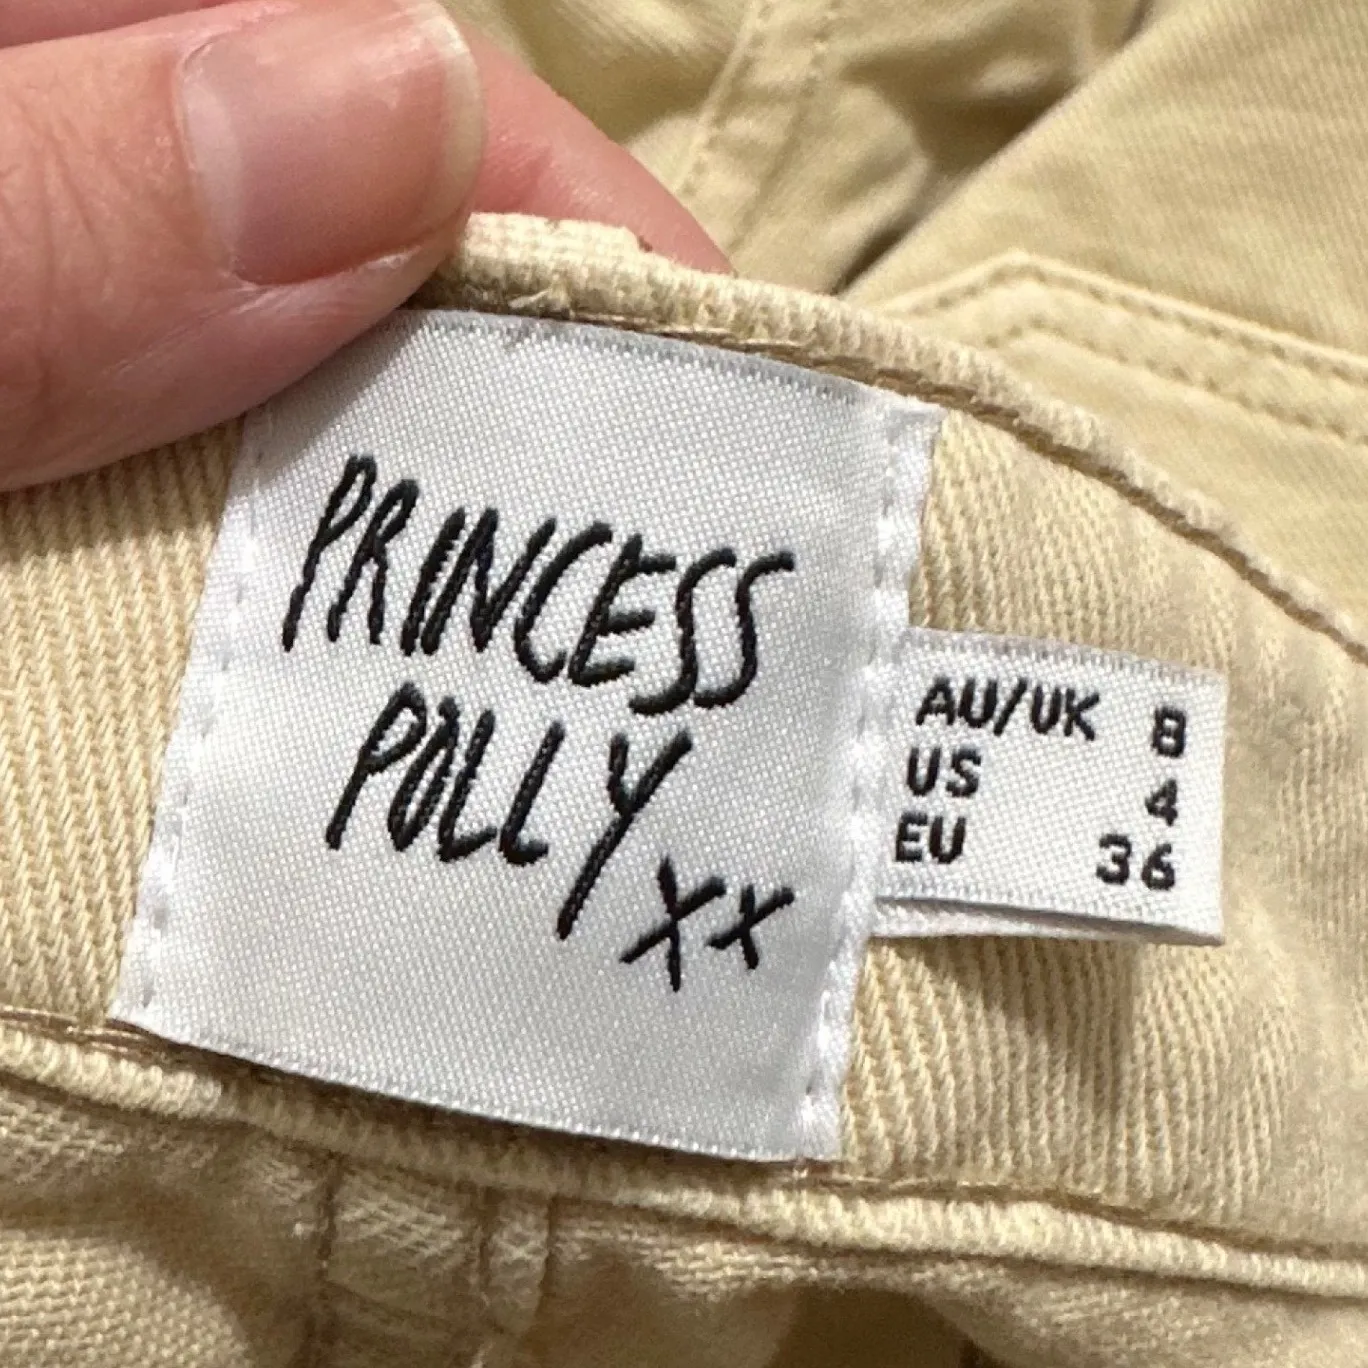 PRINCESS
POLLY
xx
AU/UK 8
US 4
EU 36